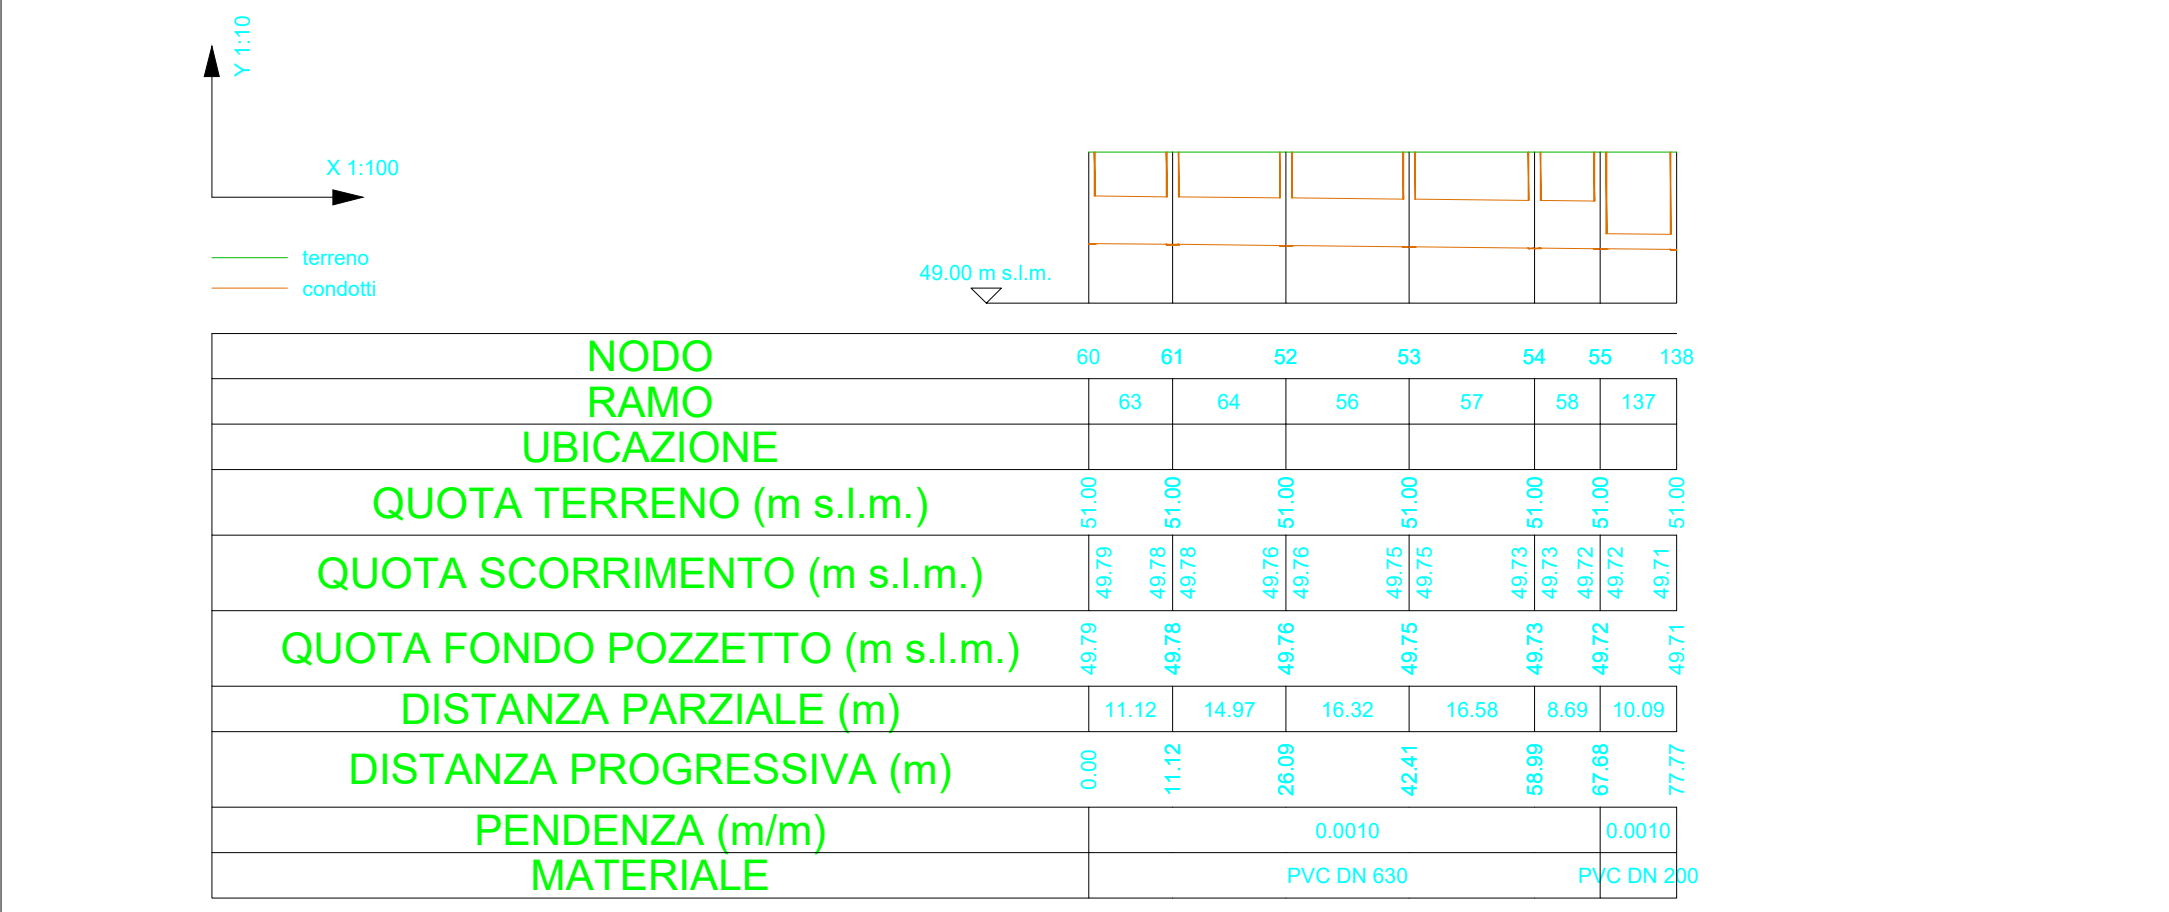 Y 1:10
X 1:100
terreno
condotti
49.00 m s.l.m.
NODO 60 61 52 53 54 55 138
RAMO 63 64 56 57 58 137
UBICAZIONE
QUOTA TERRENO (m s.l.m.) 51.00 51.00 51.00 51.00 51.00 51.00 51.00
QUOTA SCORRIMENTO (m s.l.m.) 49.79 49.78 49.78 49.76 49.76 49.75 49.75 49.73 49.73 49.72 49.72 49.71
QUOTA FONDO POZZETTO (m s.l.m.) 49.79 49.78 49.76 49.75 49.73 49.72 49.71
DISTANZA PARZIALE (m) 11.12 14.97 16.32 16.58 8.69 10.09
DISTANZA PROGRESSIVA (m) 0.00 11.12 26.09 42.41 58.99 67.68 77.77
PENDENZA (m/m) 0.0010 0.0010
MATERIALE PVC DN 630 PVC DN 200